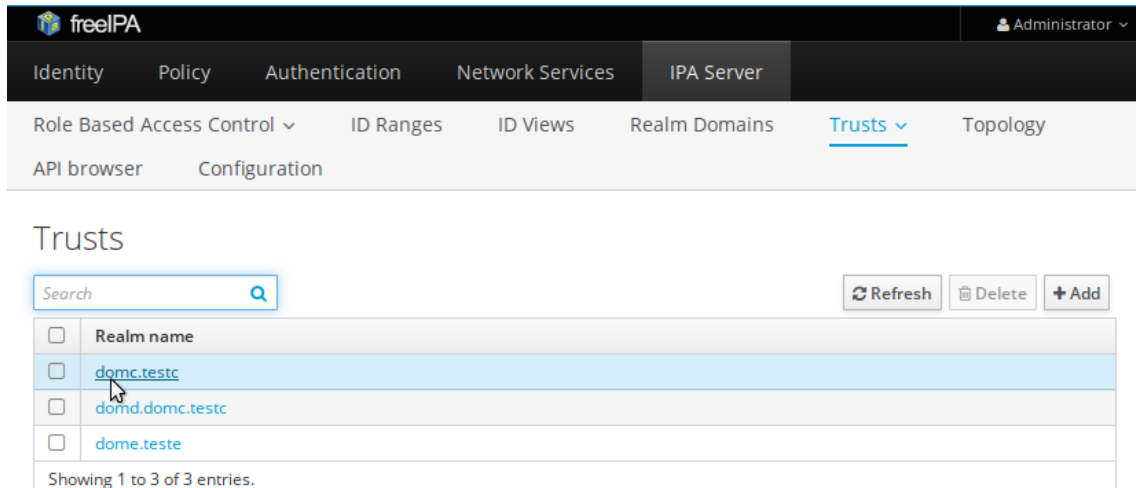 freeIPA
Administrator
Identity Policy Authentication Network Services IPA Server
Role Based Access Control ID Ranges ID Views Realm Domains Trusts Topology
API browser Configuration
Trusts
Search Refresh Delete + Add
Realm name
domc.testc
domd.domc.testc
dome.teste
Showing 1 to 3 of 3 entries.